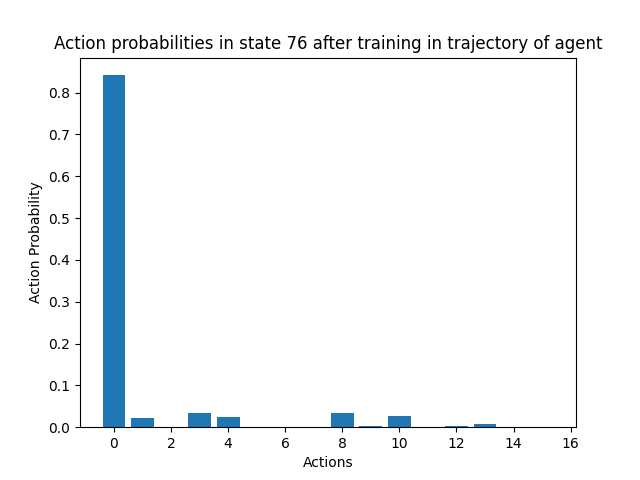 Action probabilities in state 76 after training in trajectory of agent
0.8
0.7
0.6
0.5
0.4
0.3
0.2
0.1
0.0
Action Probability
0 2 4 6 8 10 12 14 16
Actions